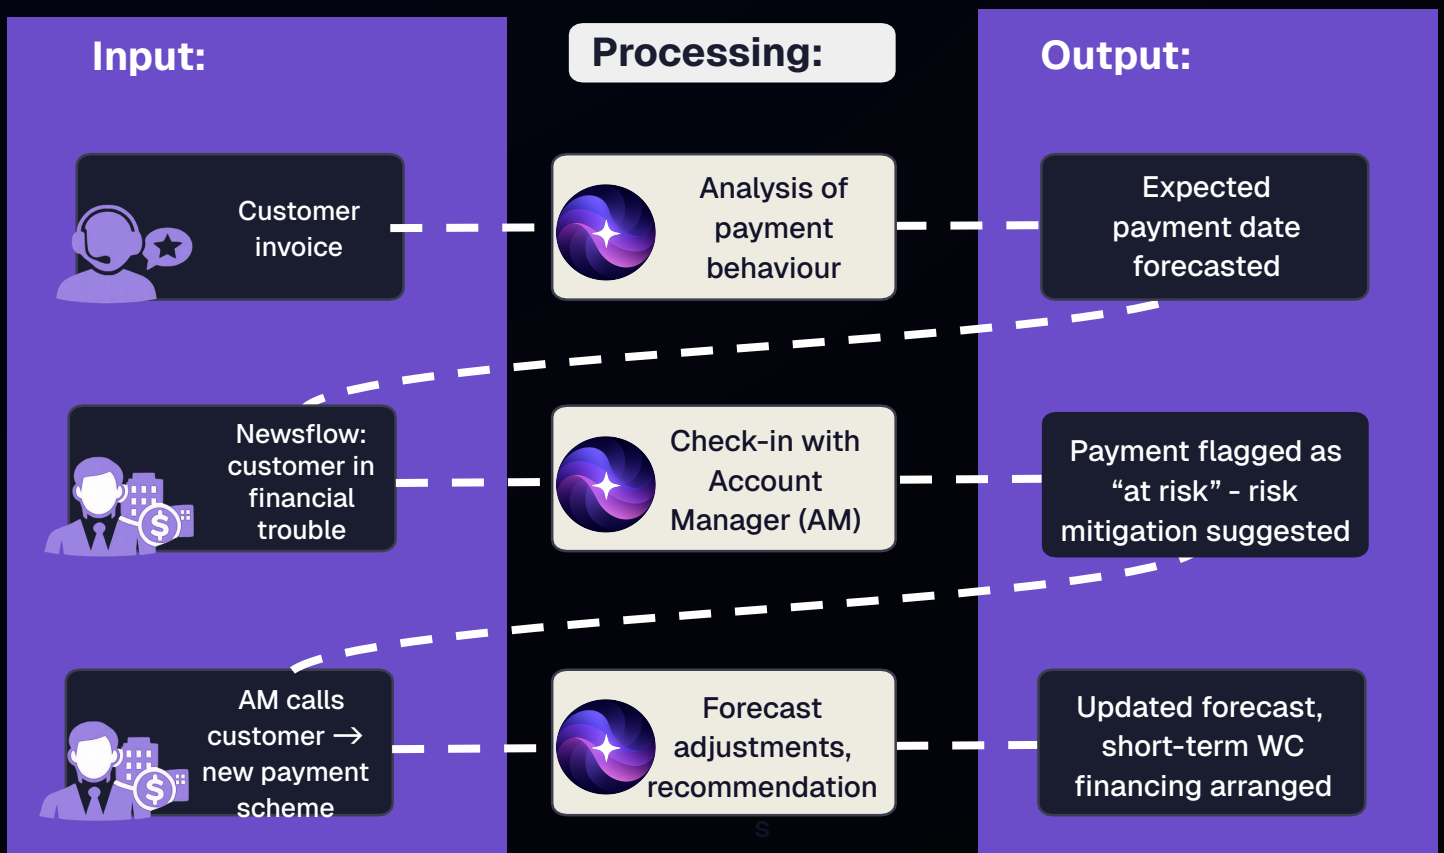 Input:
Processing:
Output:
Customer
invoice
Analysis of
payment
behaviour
Expected
payment date
forecasted
Newsflow:
customer in
financial
trouble
Check-in with
Account
Manager (AM)
Payment flagged as
“at risk” - risk
mitigation suggested
AM calls
customer →
new payment
scheme
Forecast
adjustments,
recommendation
s
Updated forecast,
short-term WC
financing arranged